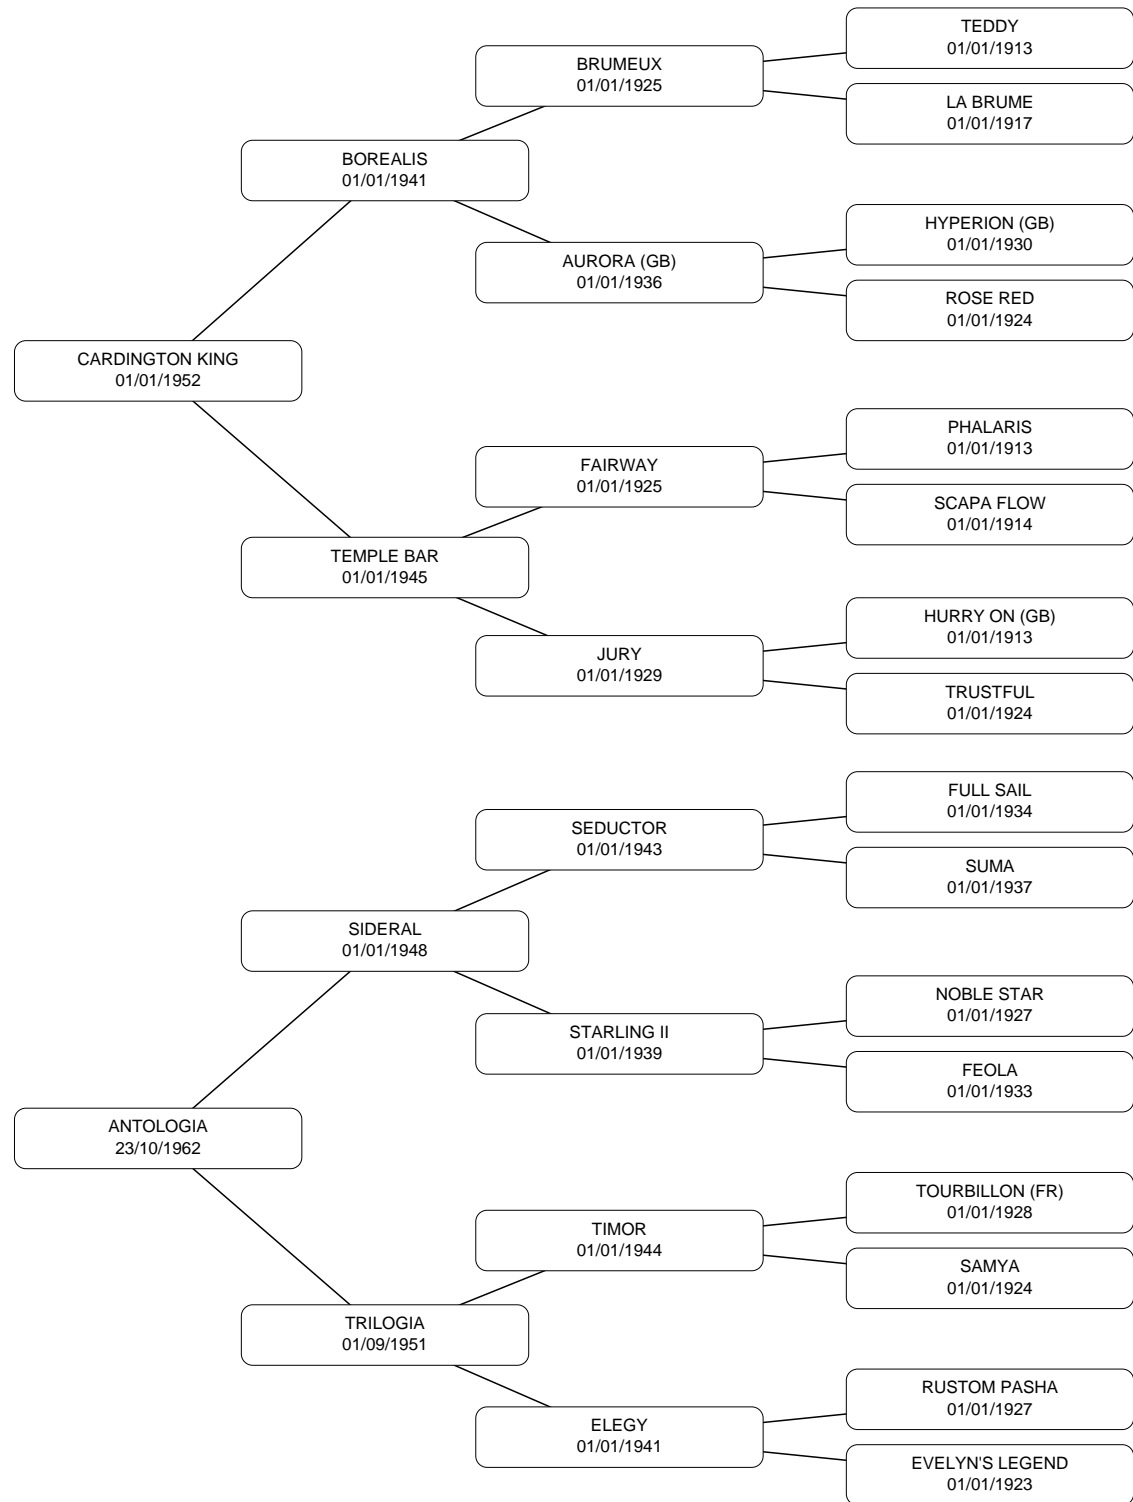 TEDDY
01/01/1913
BRUMEUX
01/01/1925
LA BRUME
01/01/1917
BOREALIS
01/01/1941
HYPERION (GB)
01/01/1930
AURORA (GB)
01/01/1936
ROSE RED
01/01/1924
CARDINGTON KING
01/01/1952
PHALARIS
01/01/1913
FAIRWAY
01/01/1925
SCAPA FLOW
01/01/1914
TEMPLE BAR
01/01/1945
HURRY ON (GB)
01/01/1913
JURY
01/01/1929
TRUSTFUL
01/01/1924
FULL SAIL
01/01/1934
SEDUCTOR
01/01/1943
SUMA
01/01/1937
SIDERAL
01/01/1948
NOBLE STAR
01/01/1927
STARLING II
01/01/1939
FEOLA
01/01/1933
ANTOLOGIA
23/10/1962
TOURBILLON (FR)
01/01/1928
TIMOR
01/01/1944
SAMYA
01/01/1924
TRILOGIA
01/09/1951
RUSTOM PASHA
01/01/1927
ELEGY
01/01/1941
EVELYN'S LEGEND
01/01/1923